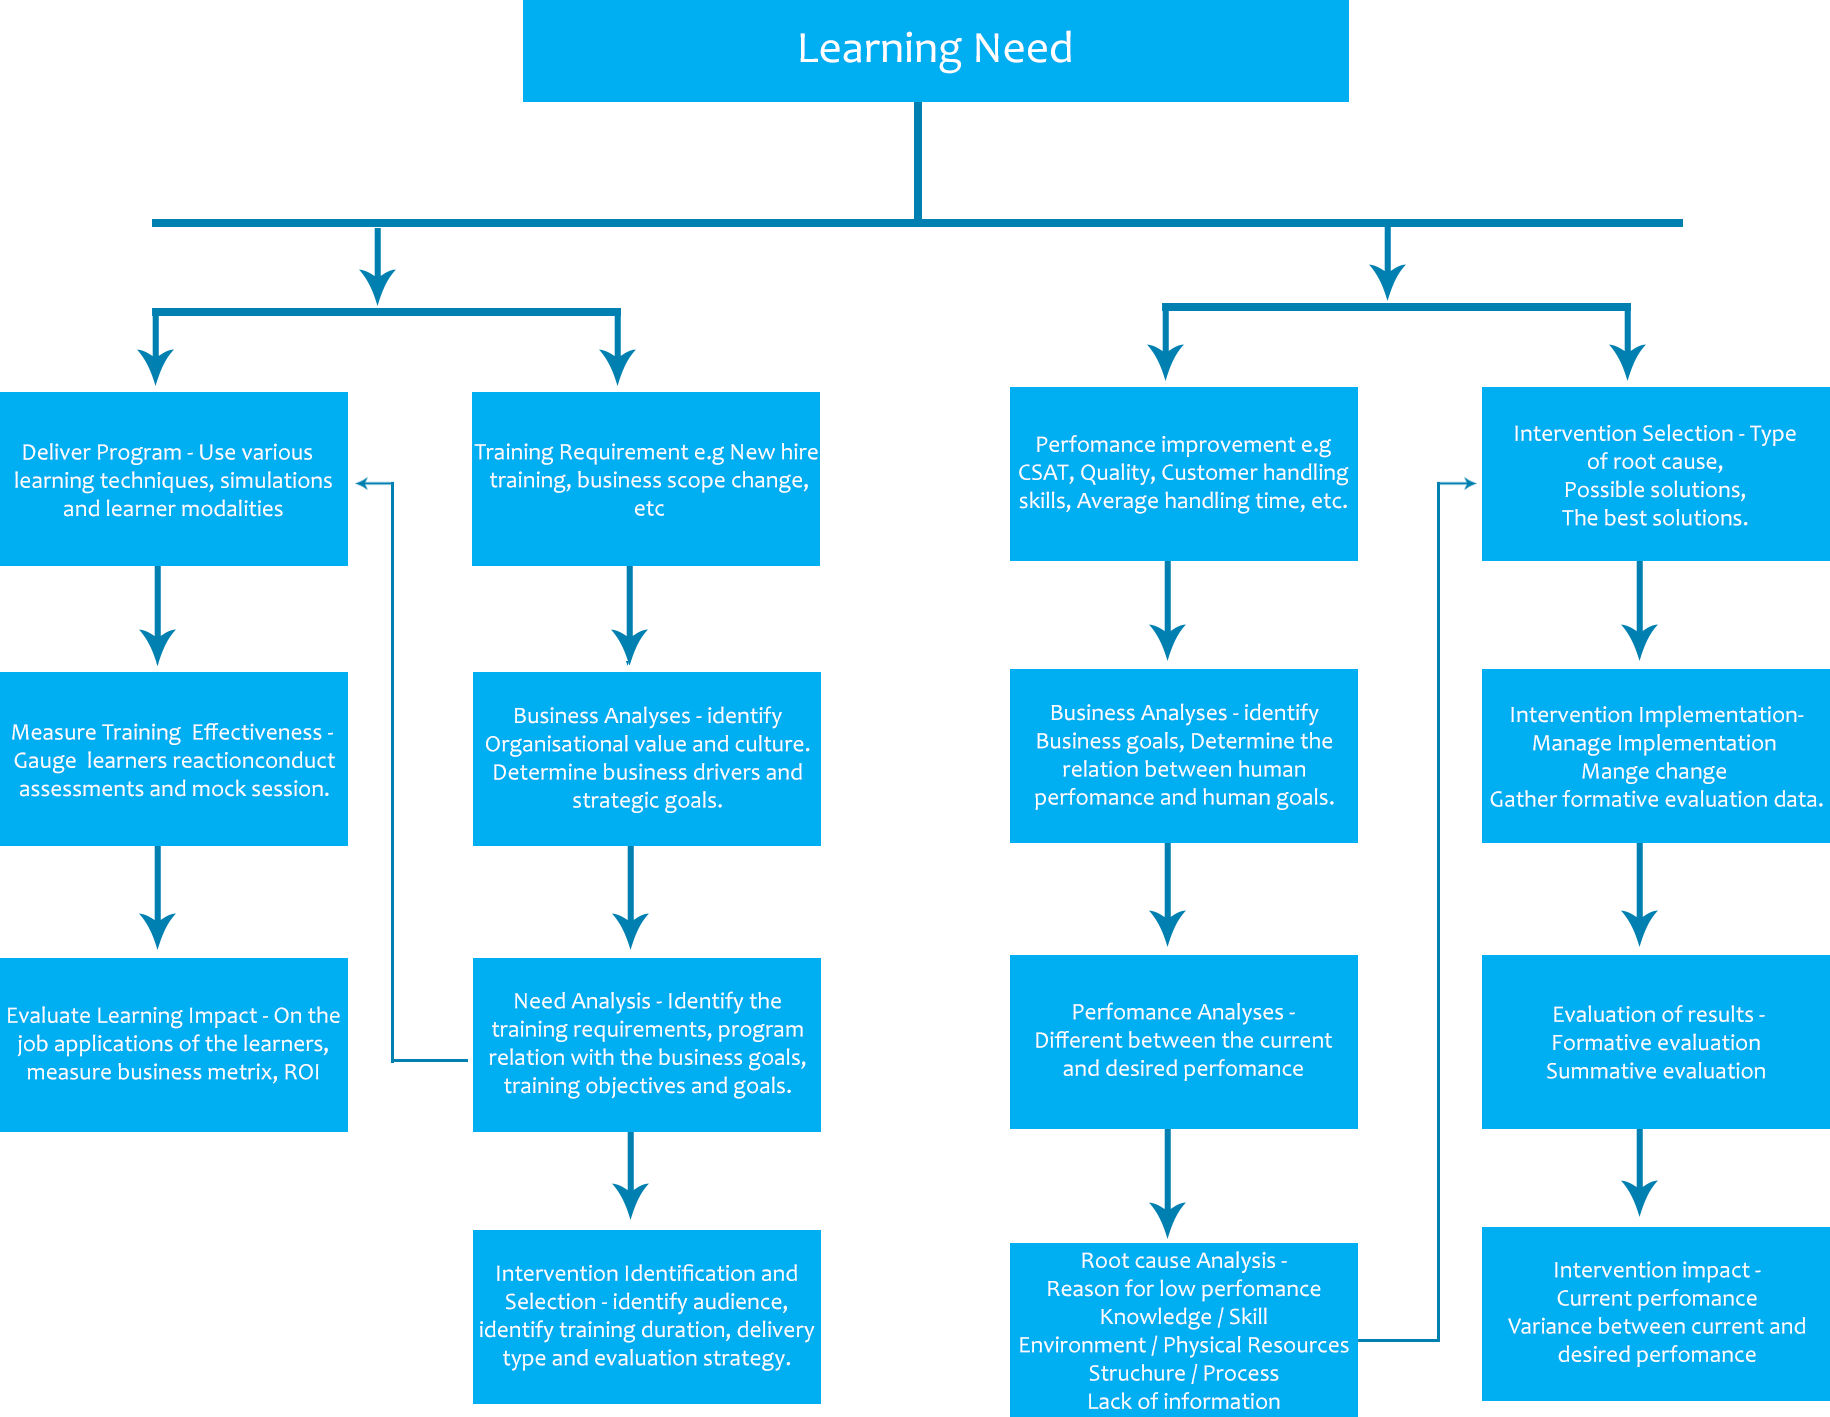 Learning Need
Deliver Program - Use various
learning techniques, simulations
and learner modalities
Training Requirement e.g New hire
training, business scope change,
etc
Perfomance improvement e.g
CSAT, Quality, Customer handling
skills, Average handling time, etc.
Intervention Selection - Type
of root cause,
Possible solutions,
The best solutions.
Measure Training Effectiveness -
Gauge learners reactionconduct
assessments and mock session.
Business Analyses - identify
Organisational value and culture.
Determine business drivers and
strategic goals.
Business Analyses - identify
Business goals, Determine the
relation between human
perfomance and human goals.
Intervention Implementation-
Manage Implementation
Mange change
Gather formative evaluation data.
Evaluate Learning Impact - On the
job applications of the learners,
measure business metrix, ROI
Need Analysis - Identify the
training requirements, program
relation with the business goals,
training objectives and goals.
Perfomance Analyses -
Different between the current
and desired perfomance
Evaluation of results -
Formative evaluation
Summative evaluation
Intervention Identification and
Selection - identify audience,
identify training duration, delivery
type and evaluation strategy.
Root cause Analysis -
Reason for low perfomance
Knowledge / Skill
Environment / Physical Resources
Struchure / Process
Lack of information
Intervention impact -
Current perfomance
Variance between current and
desired perfomance